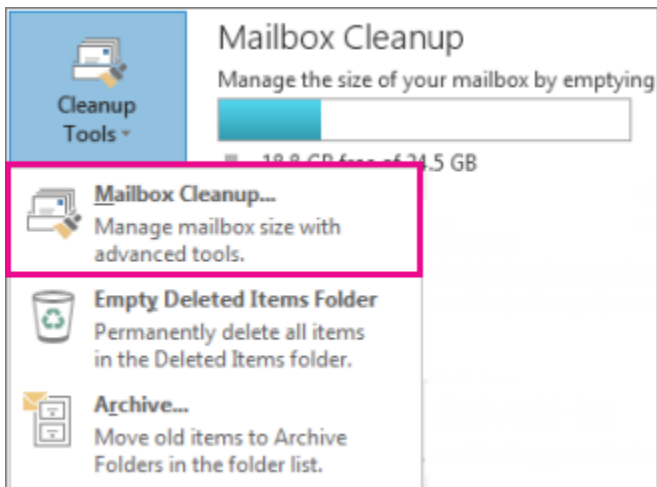 Mailbox Cleanup
Manage the size of your mailbox by emptying
Cleanup
Tools
18.8 GB free of 24.5 GB
Mailbox Cleanup...
Manage mailbox size with
advanced tools.
Empty Deleted Items Folder
Permanently delete all items
in the Deleted Items folder.
Archive...
Move old items to Archive
Folders in the folder list.